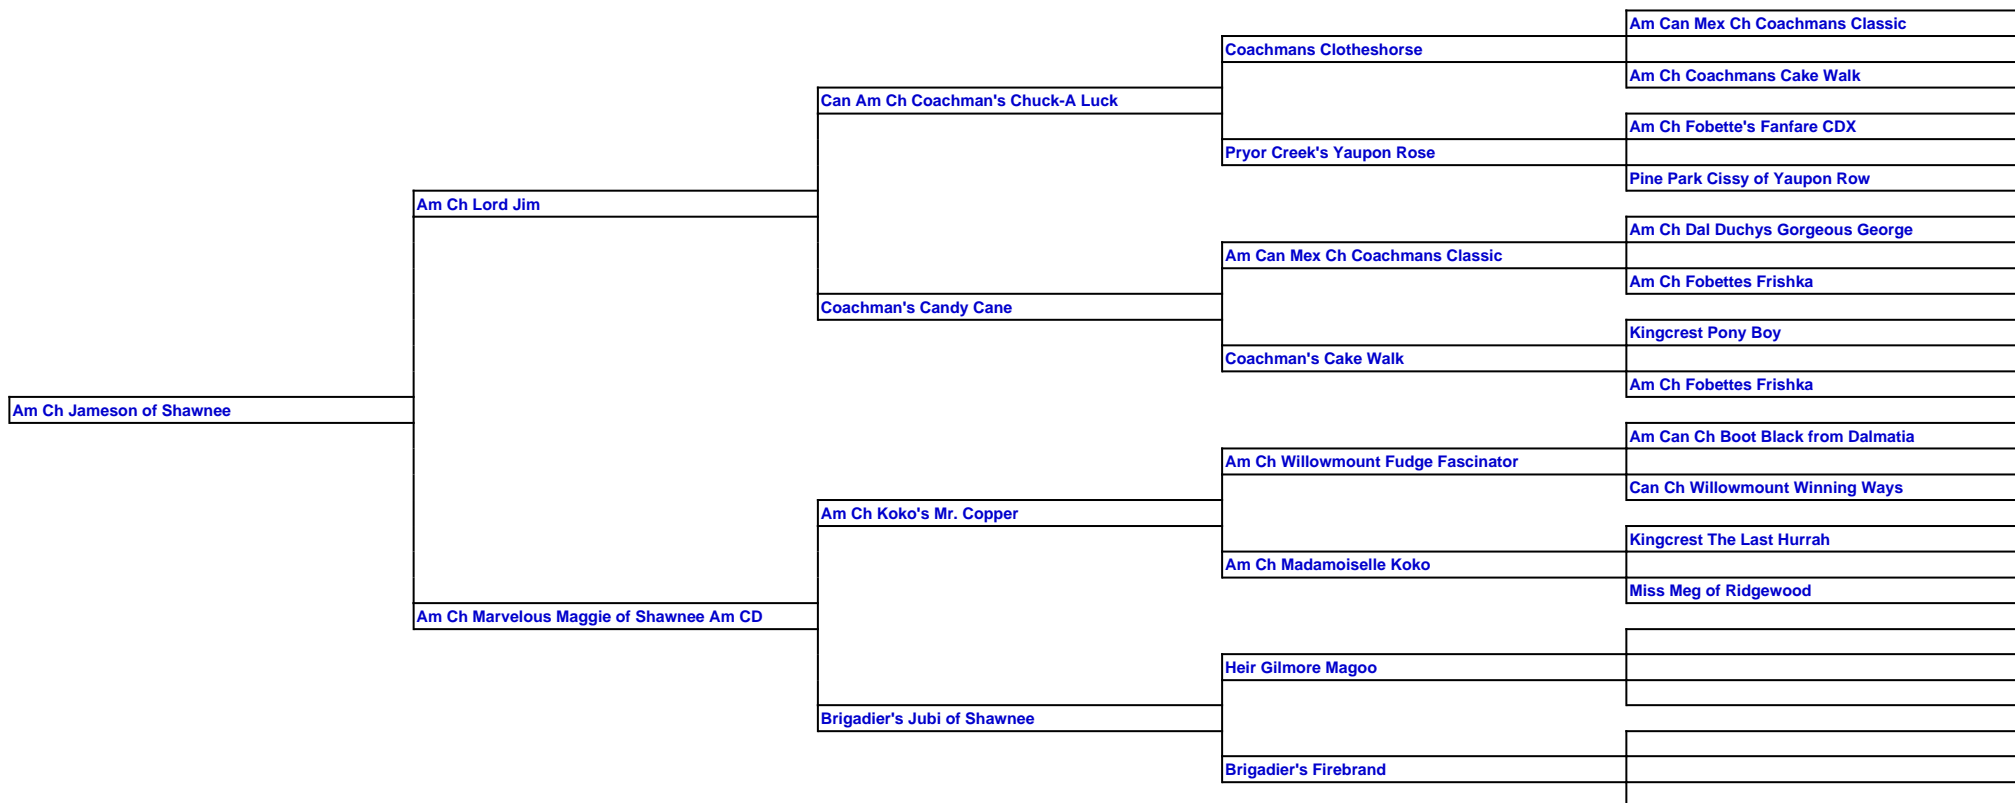 Am Can Mex Ch Coachmans Classic
Coachmans Clotheshorse
Am Ch Coachmans Cake Walk
Can Am Ch Coachman's Chuck-A Luck
Am Ch Fobette's Fanfare CDX
Pryor Creek's Yaupon Rose
Pine Park Cissy of Yaupon Row
Am Ch Lord Jim
Am Ch Dal Duchys Gorgeous George
Am Can Mex Ch Coachmans Classic
Am Ch Fobettes Frishka
Coachman's Candy Cane
Kingcrest Pony Boy
Coachman's Cake Walk
Am Ch Fobettes Frishka
Am Ch Jameson of Shawnee
Am Can Ch Boot Black from Dalmatia
Am Ch Willowmount Fudge Fascinator
Can Ch Willowmount Winning Ways
Am Ch Koko's Mr. Copper
Kingcrest The Last Hurrah
Am Ch Madamoiselle Koko
Miss Meg of Ridgewood
Am Ch Marvelous Maggie of Shawnee Am CD
Heir Gilmore Magoo
Brigadier's Jubi of Shawnee
Brigadier's Firebrand